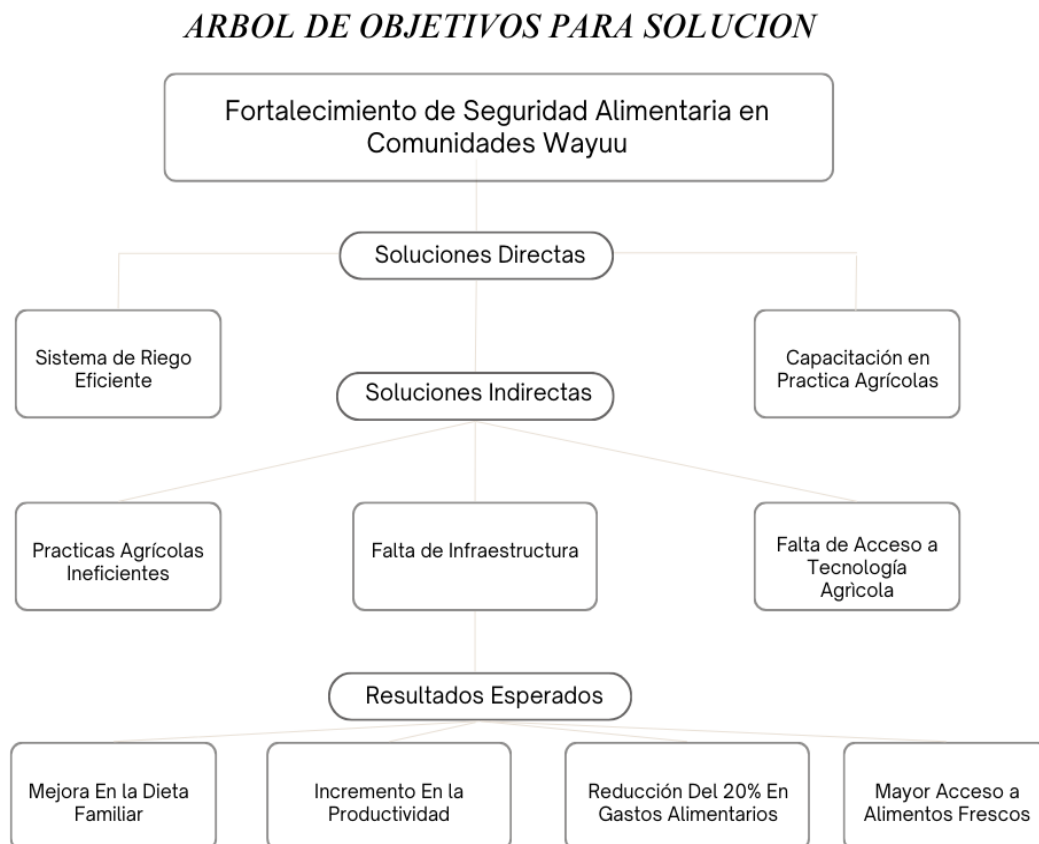 ARBOL DE OBJETIVOS PARA SOLUCION
Fortalecimiento de Seguridad Alimentaria en
Comunidades Wayuu
Soluciones Directas
Sistema de Riego
Eficiente
Capacitación en
Practica Agrícolas
Soluciones Indirectas
Practicas Agrícolas
Ineficientes
Falta de Infraestructura
Falta de Acceso a
Tecnología
Agrìcola
Resultados Esperados
Mejora En la Dieta
Familiar
Incremento En la
Productividad
Reducción Del 20% En
Gastos Alimentarios
Mayor Acceso a
Alimentos Frescos